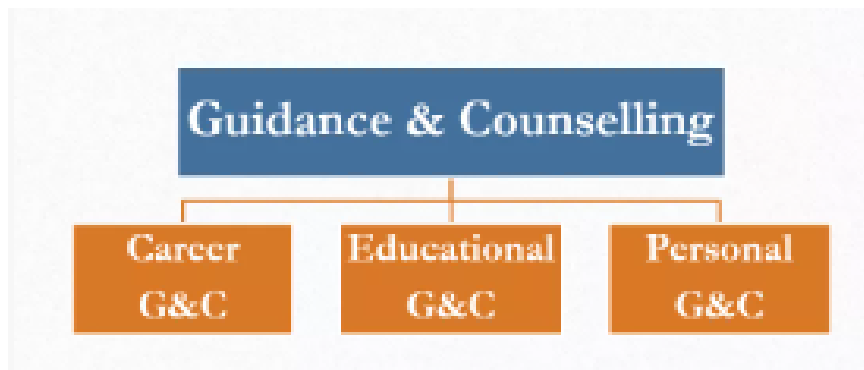 Guidance & Counselling
Career
G&C
Educational
G&C
Personal
G&C